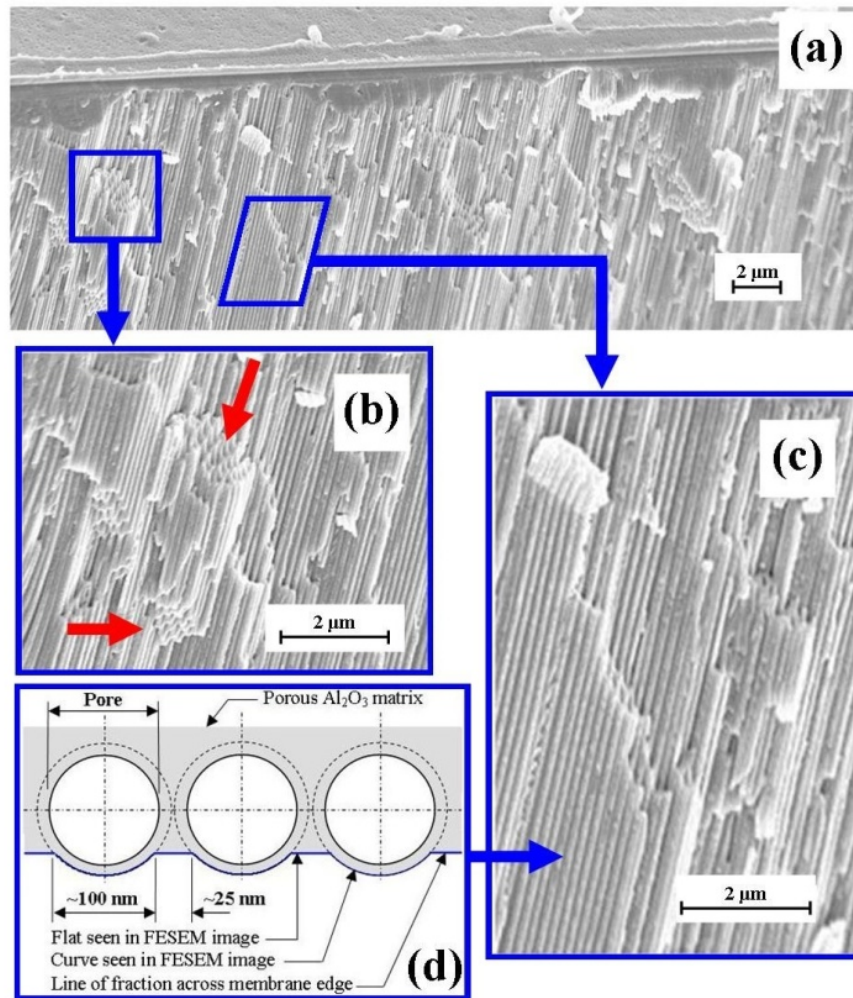 (a)
2 µm
(b)
2 µm
(c)
2 µm
Pore
Porous Al₂O₃ matrix
~100 nm
~25 nm
Flat seen in FESEM image
Curve seen in FESEM image
Line of fraction across membrane edge
(d)